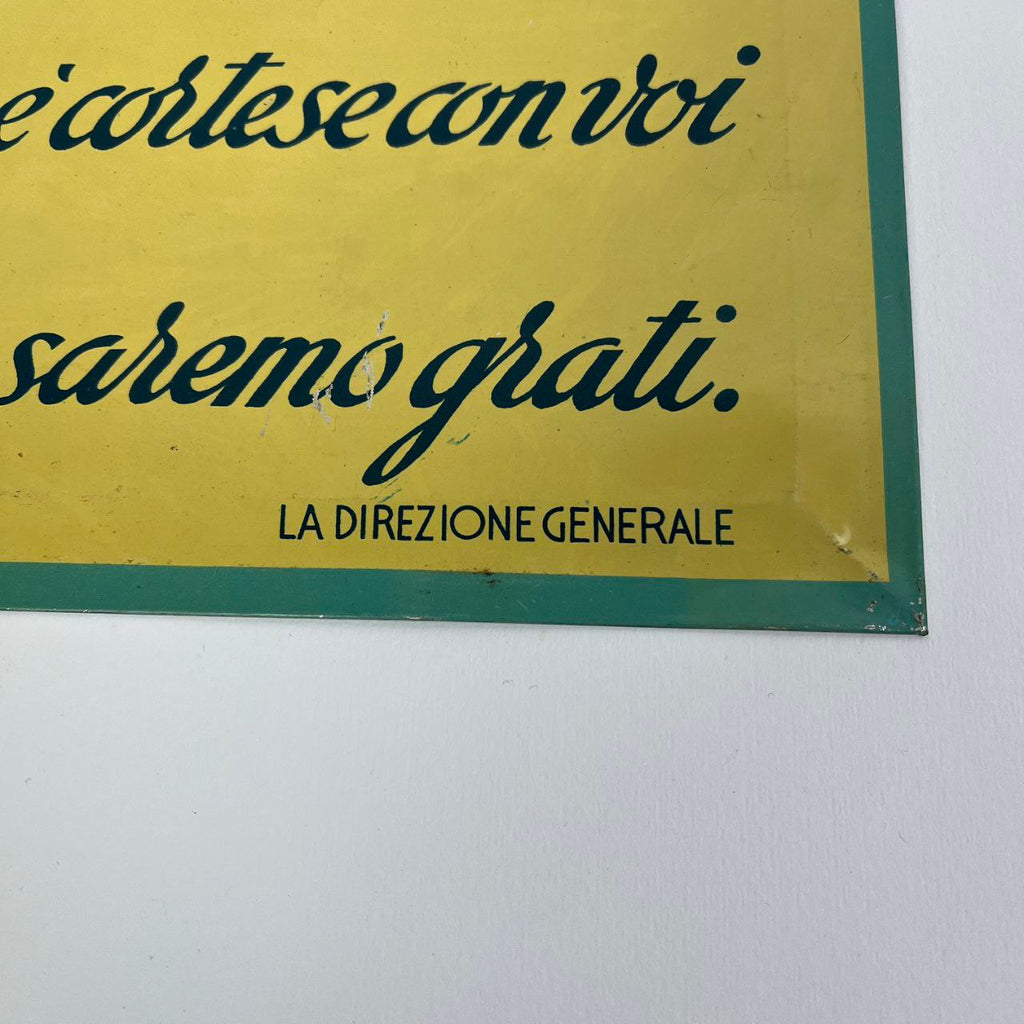 è cortese con voi
saremo grati.
LA DIREZIONE GENERALE